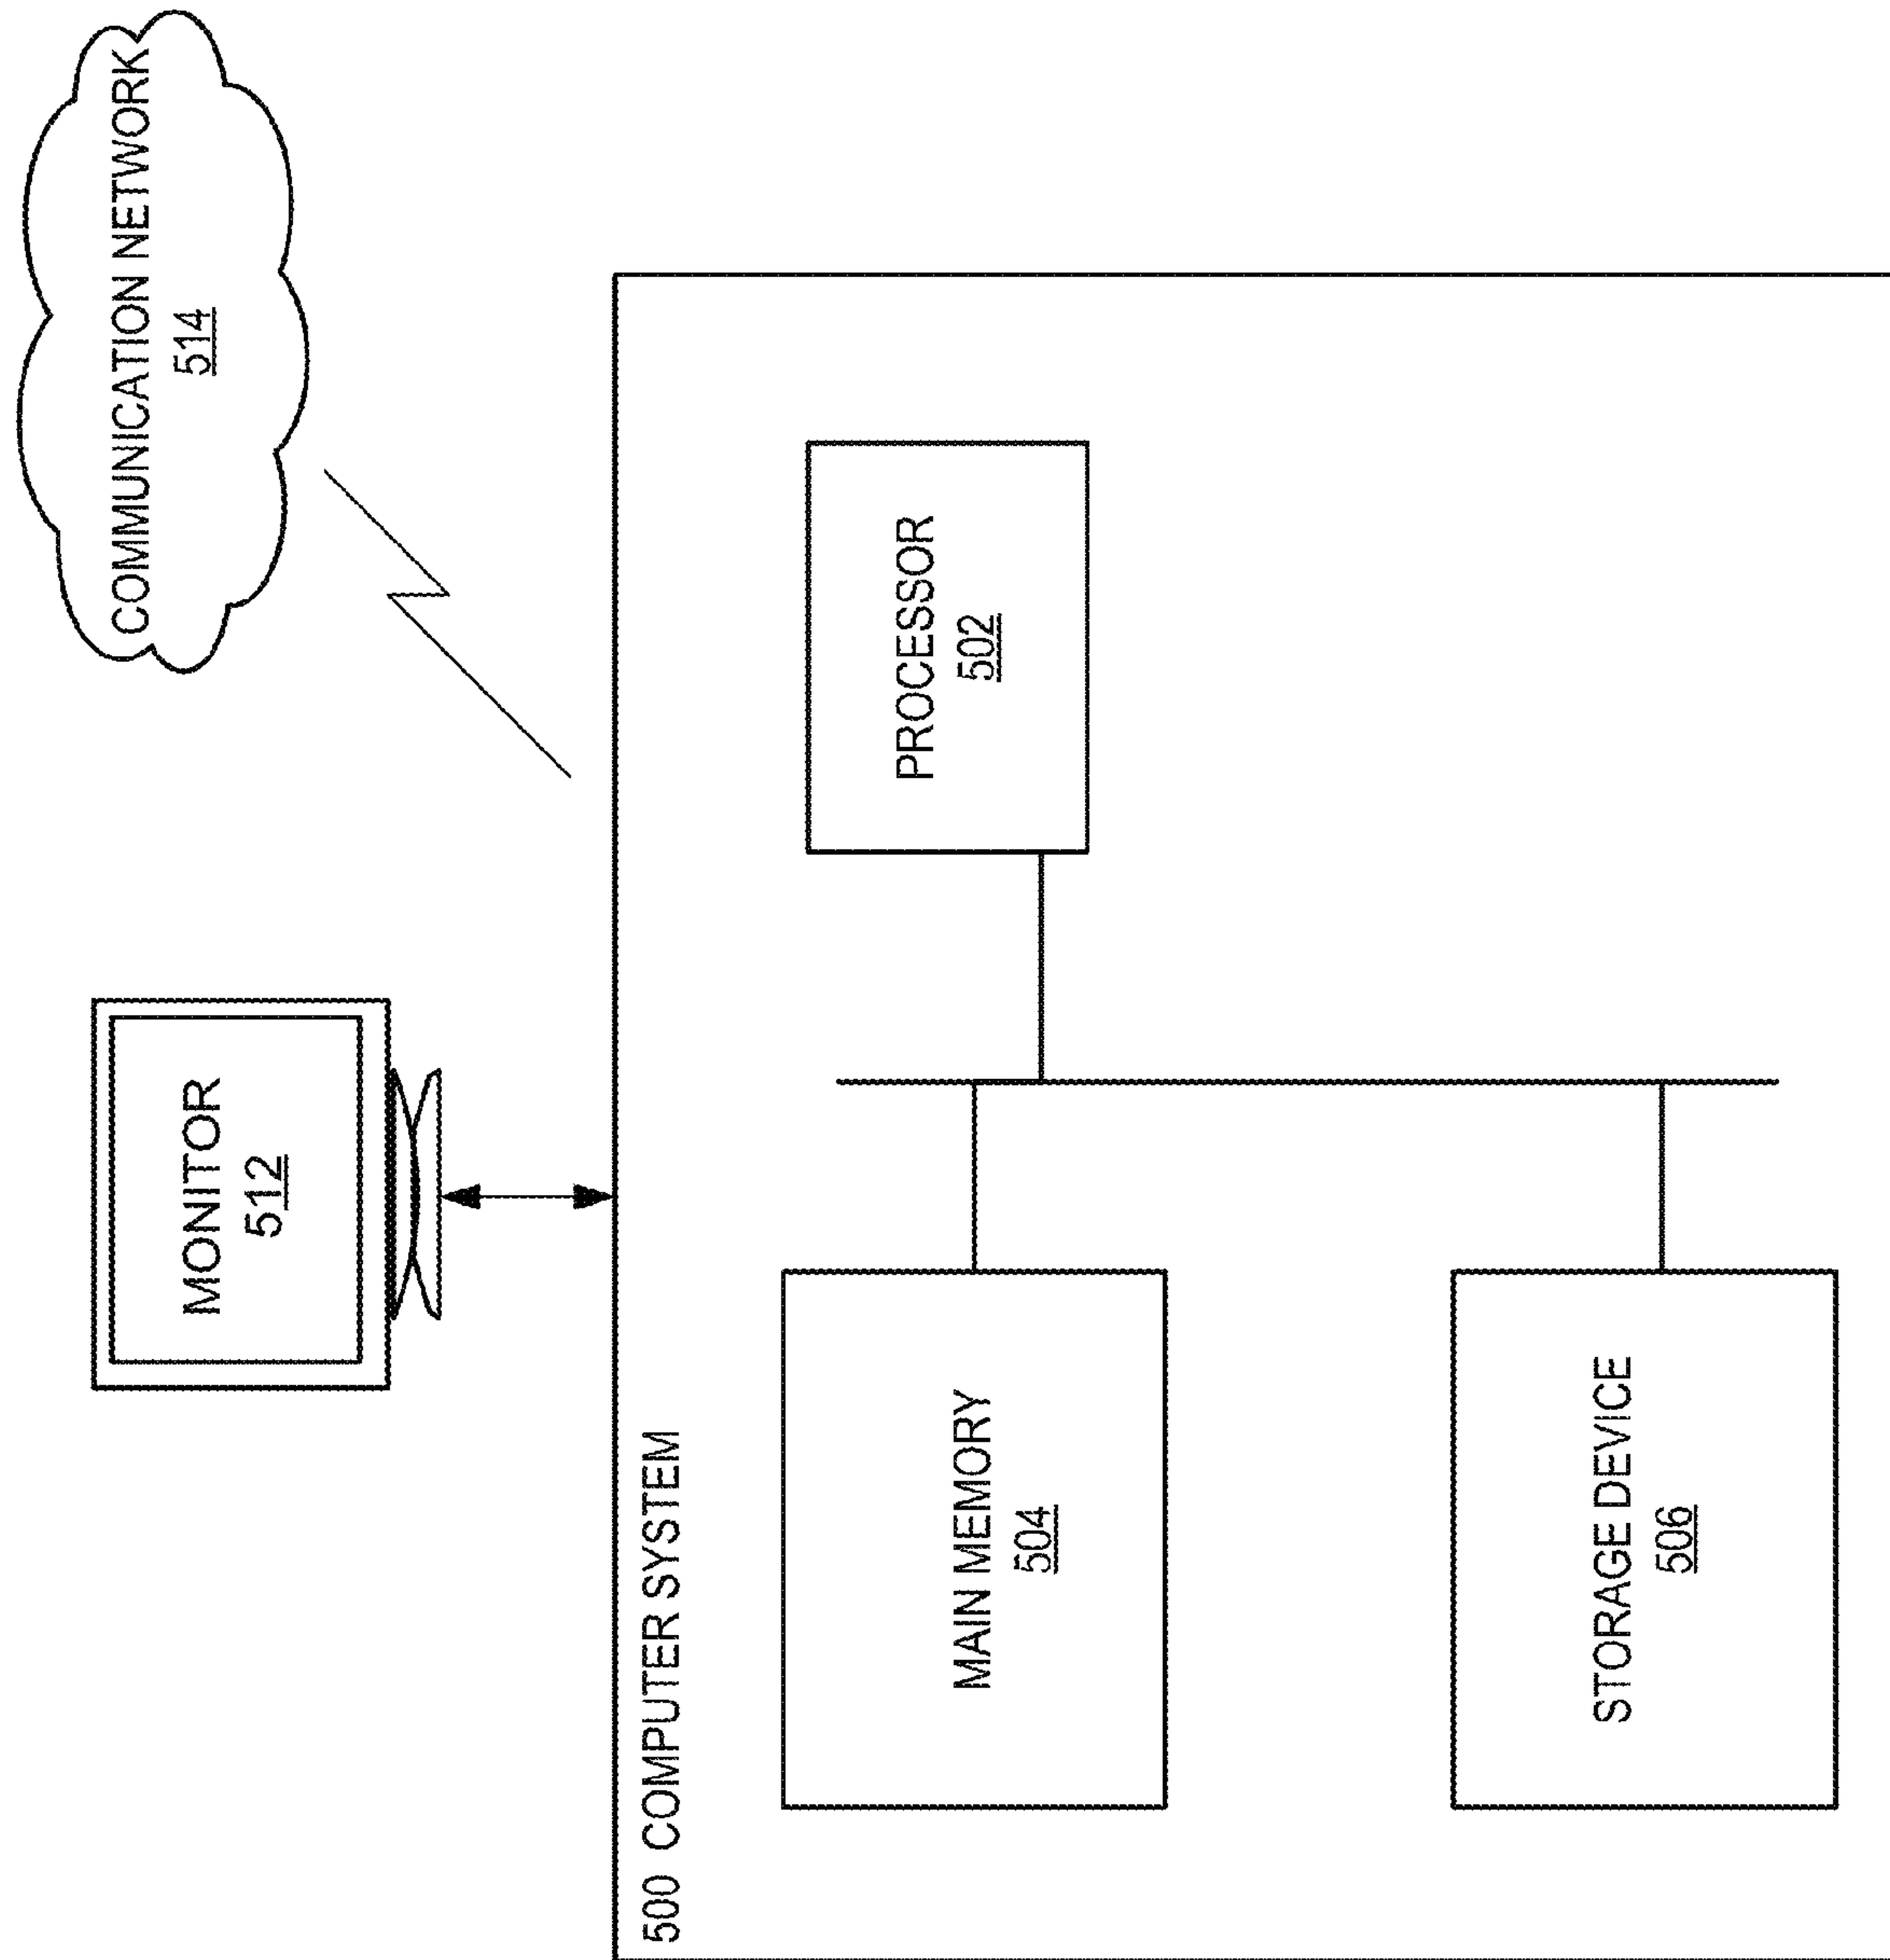 MONITOR
512
COMMUNICATION NETWORK
514
500 COMPUTER SYSTEM
MAIN MEMORY
504
PROCESSOR
502
STORAGE DEVICE
506